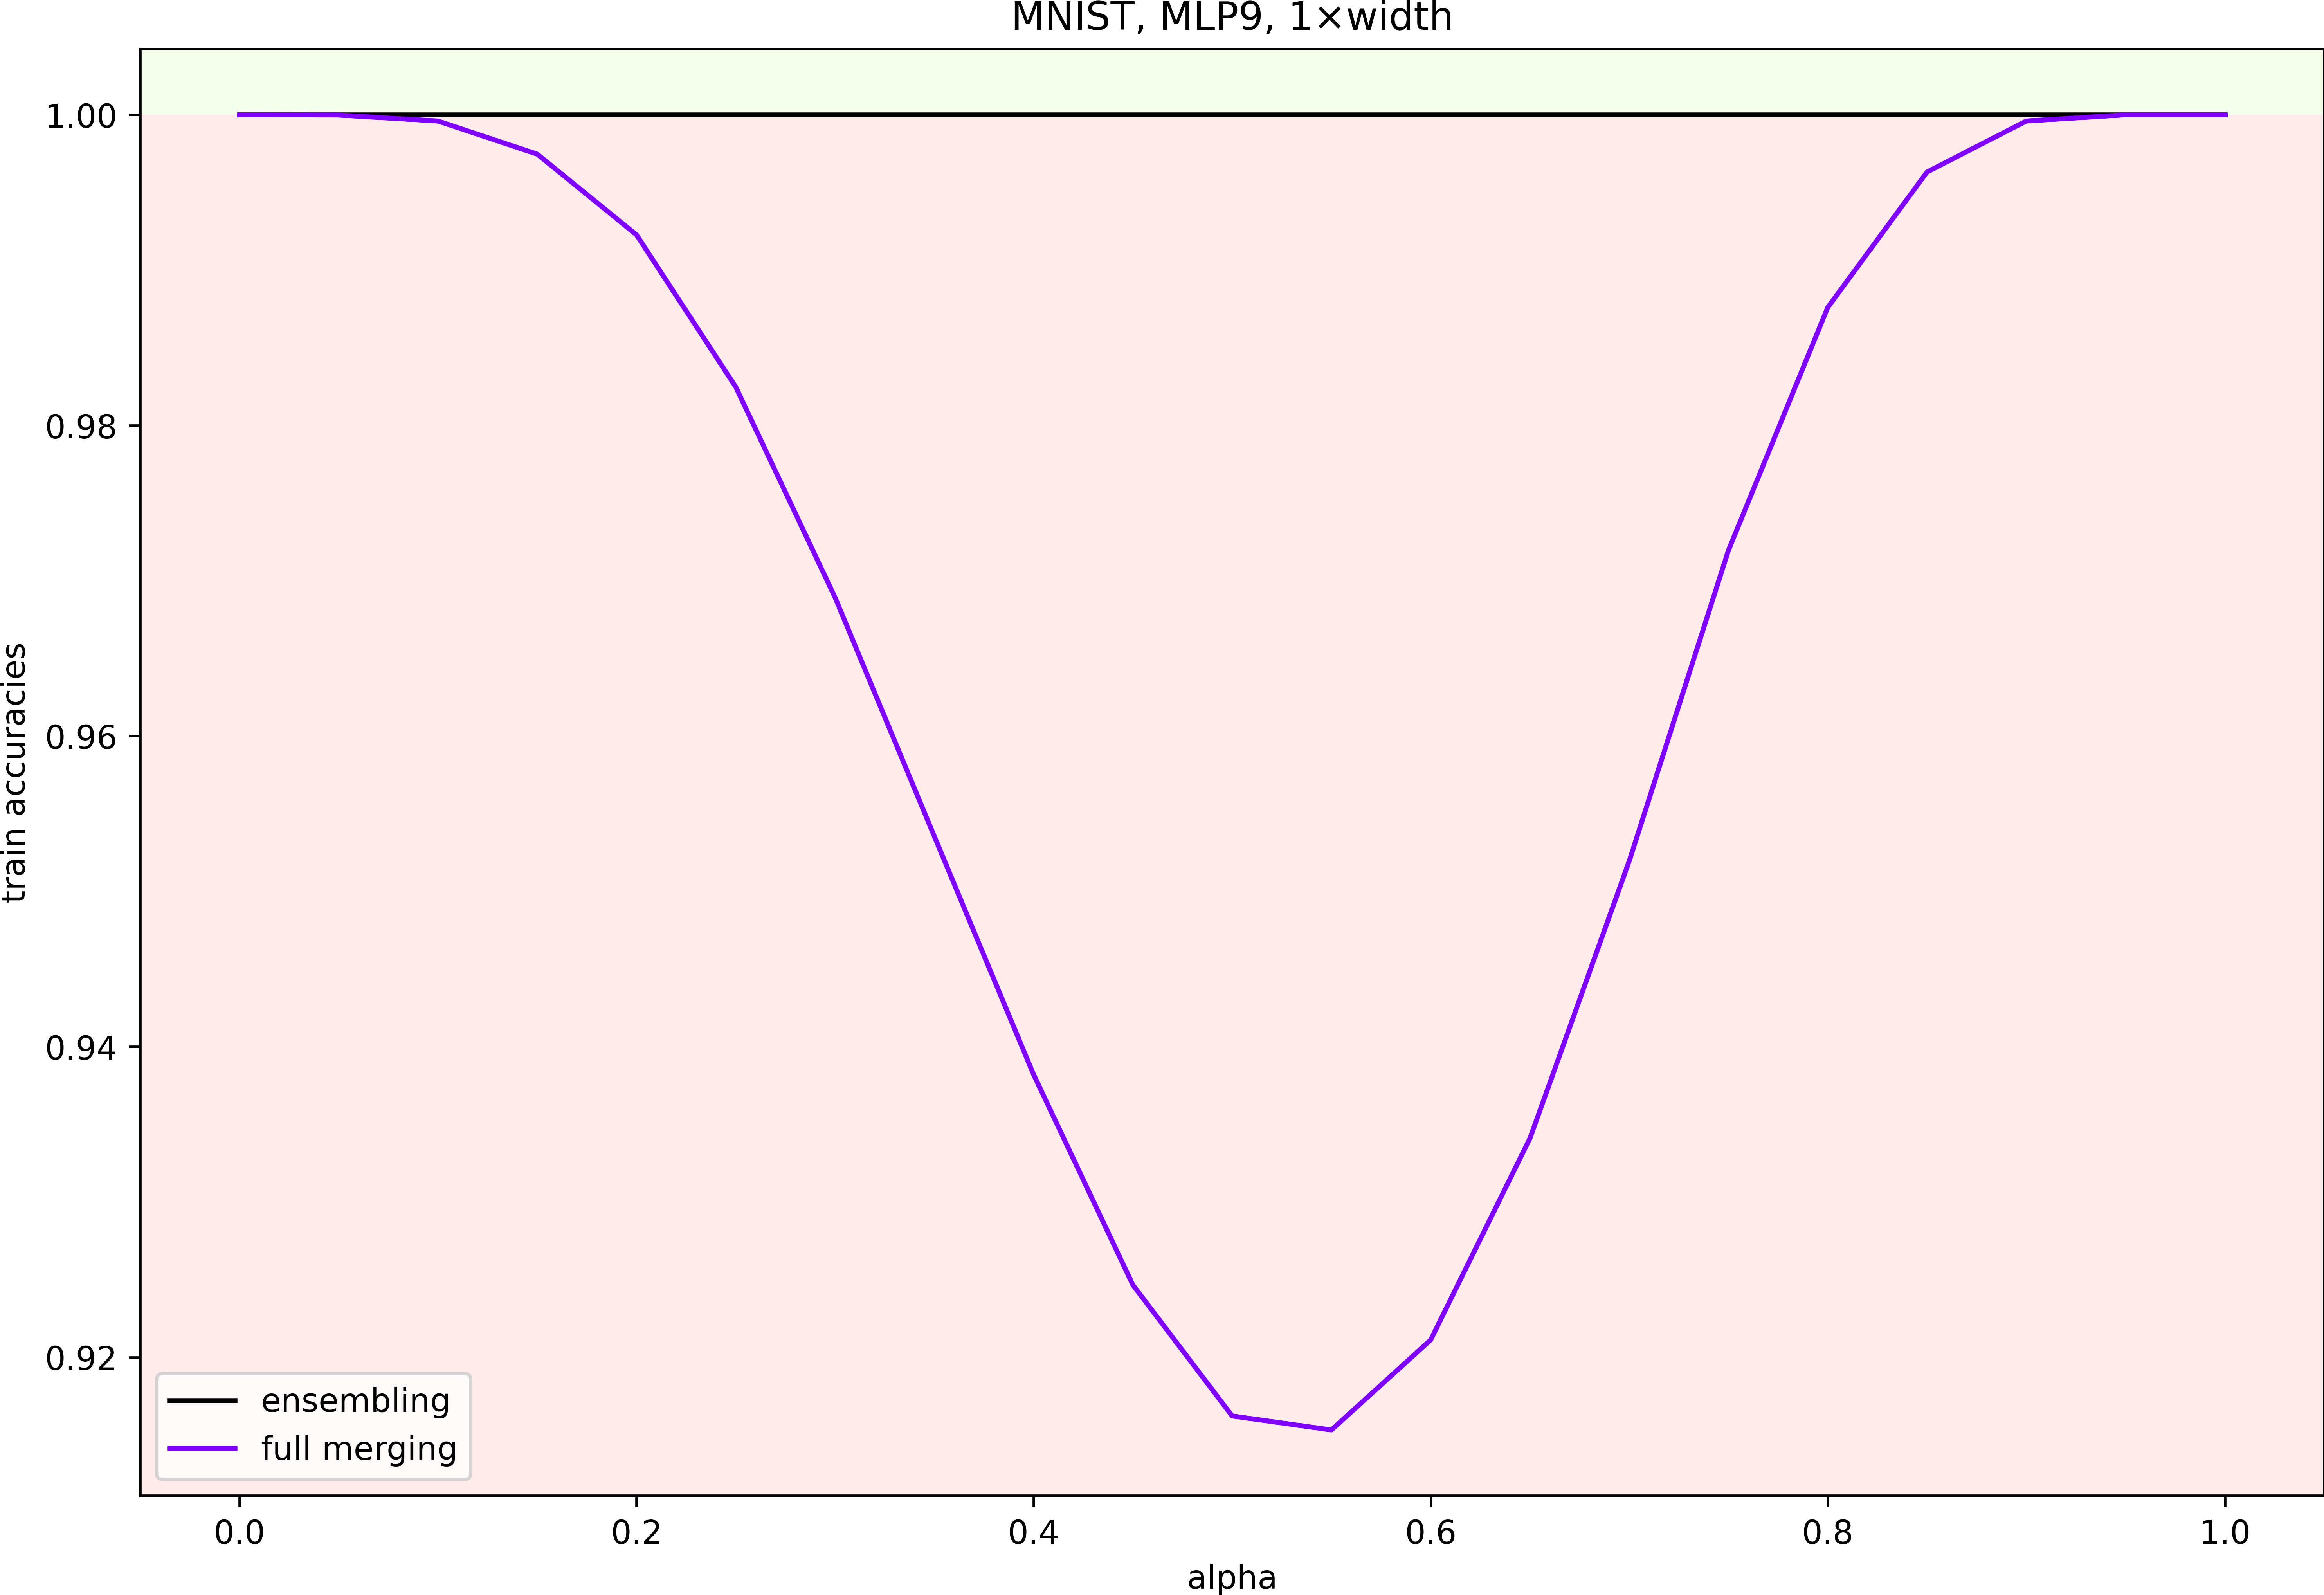 MNIST, MLP9, 1×width
train accuracies
1.00
0.98
0.96
0.94
0.92
ensembling
full merging
0.0
0.2
0.4
0.6
0.8
1.0
alpha